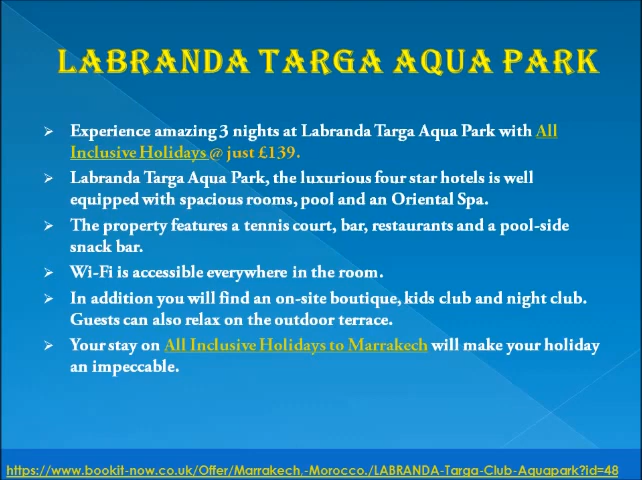 LABRANDA TARGA AQUA PARK
➢ Experience amazing 3 nights at Labranda Targa Aqua Park with All
Inclusive Holidays @ just £139.
➢ Labranda Targa Aqua Park, the luxurious four star hotels is well
equipped with spacious rooms, pool and an Oriental Spa.
➢ The property features a tennis court, bar, restaurants and a pool-side
snack bar.
➢ Wi-Fi is accessible everywhere in the room.
➢ In addition you will find an on-site boutique, kids club and night club.
Guests can also relax on the outdoor terrace.
➢ Your stay on All Inclusive Holidays to Marrakech will make your holiday
an impeccable.
https://www.bookit-now.co.uk/Offer/Marrakech,-Morocco./LABRANDA-Targa-Club-Aquapark?id=48